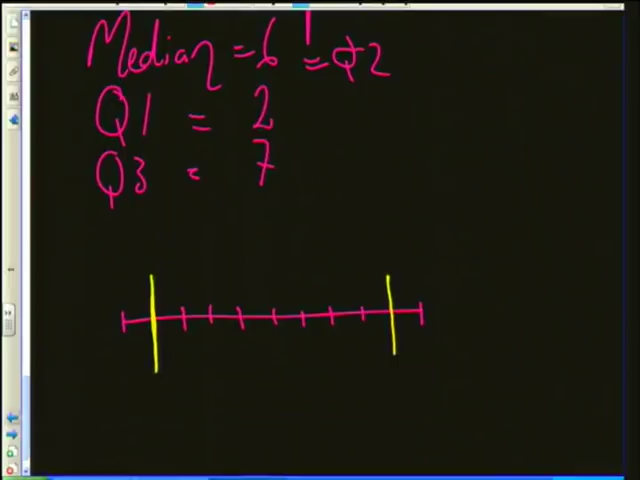 Median = 6 = Q2
Q1 = 2
Q3 = 7